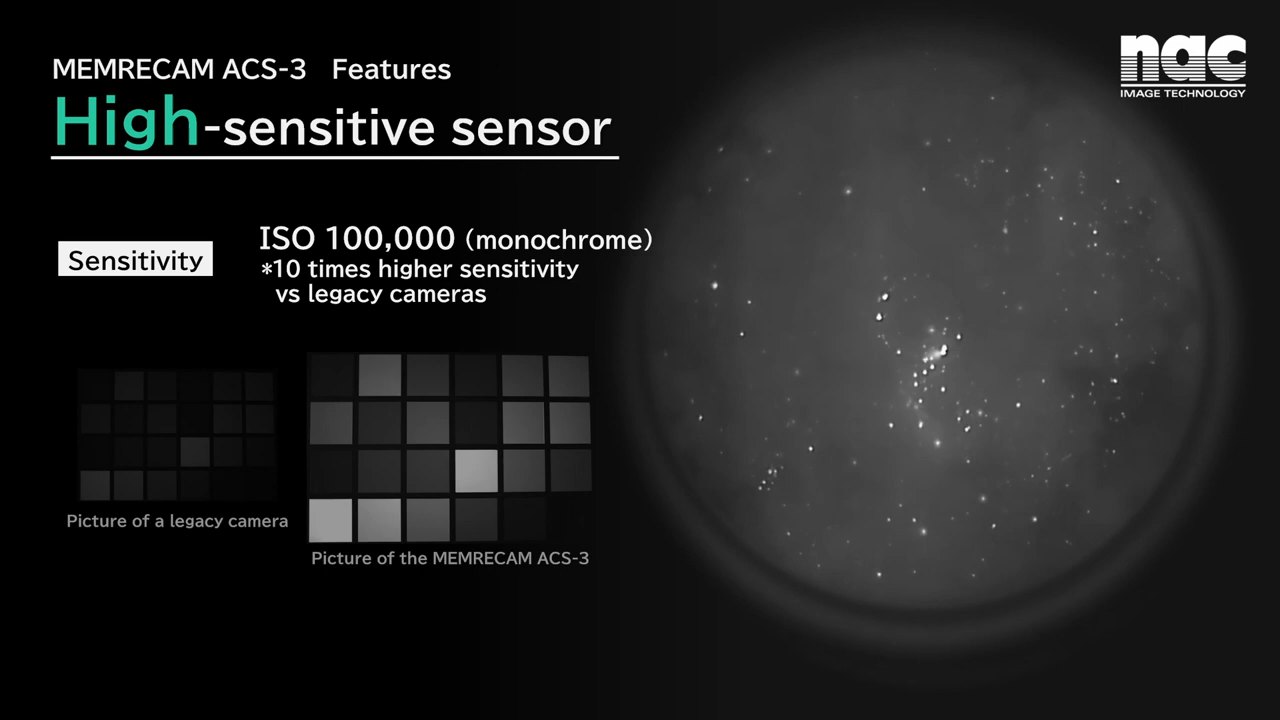 MEMRECAM ACS-3 Features
High-sensitive sensor
nac
IMAGE TECHNOLOGY
Sensitivity
ISO 100,000 (monochrome)
*10 times higher sensitivity
vs legacy cameras
Picture of a legacy camera
Picture of the MEMRECAM ACS-3